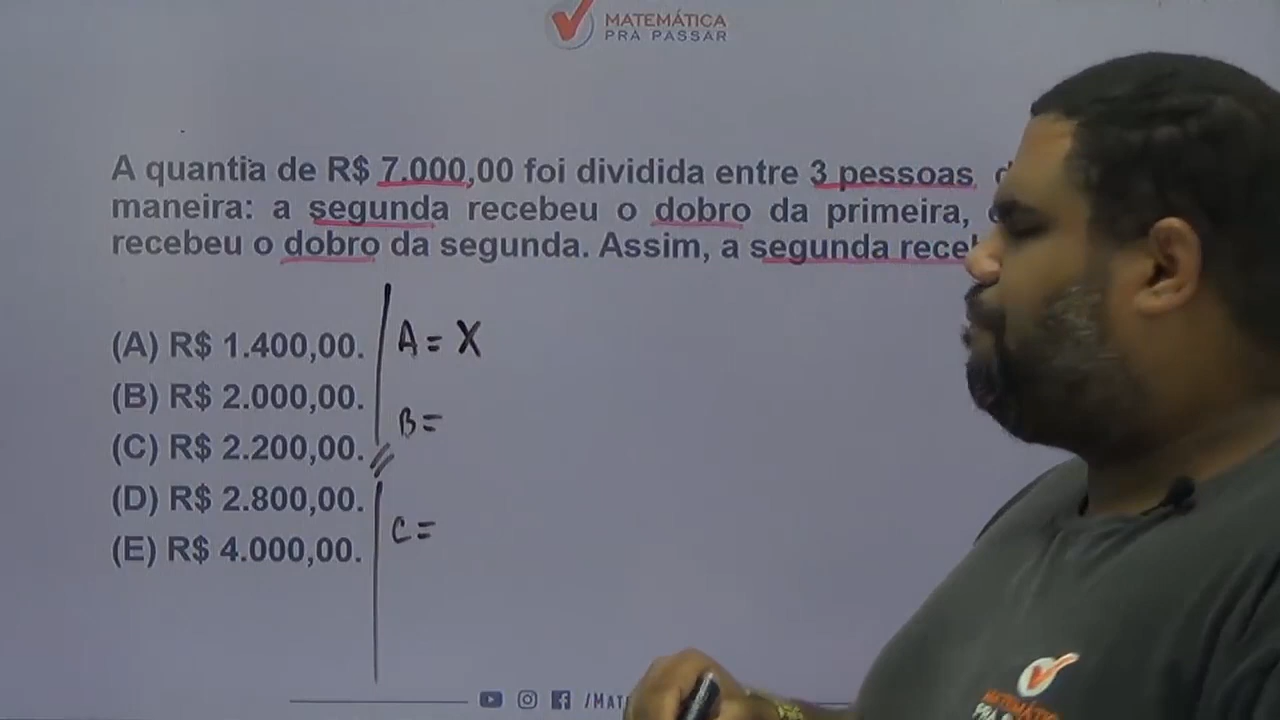 MATEMÁTICA
PRA PASSAR
A quantia de R$ 7.000,00 foi dividida entre 3 pessoas,
maneira: a segunda recebeu o dobro da primeira,
recebeu o dobro da segunda. Assim, a segunda
(A) R$ 1.400,00.
(B) R$ 2.000,00.
(C) R$ 2.200,00.
(D) R$ 2.800,00.
(E) R$ 4.000,00.
A = X
B =
C =
PRA